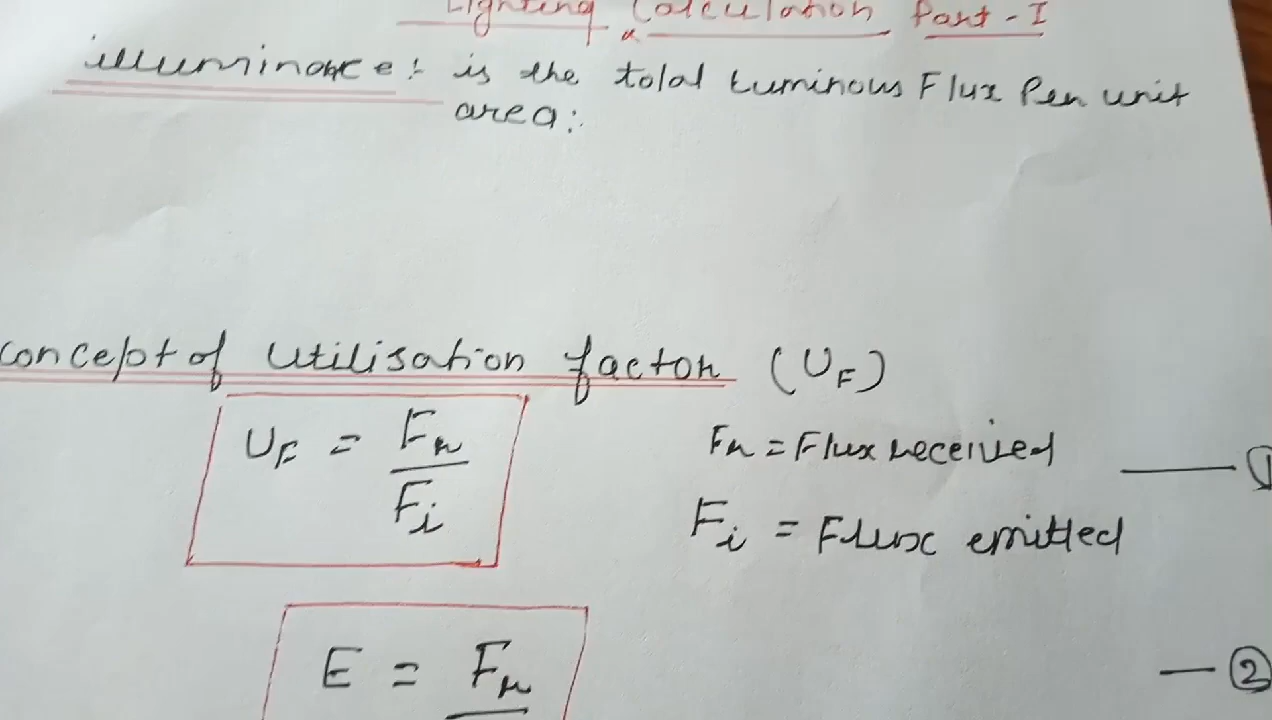 Lighting Calculation Part - I
illuminance:- is the total Luminous Flux Per unit
area:
concept of utilisation factor (UF)
UF = Fr / Fi
Fr = Flux received — 1
Fi = Flux emitted
E = Fr — 2